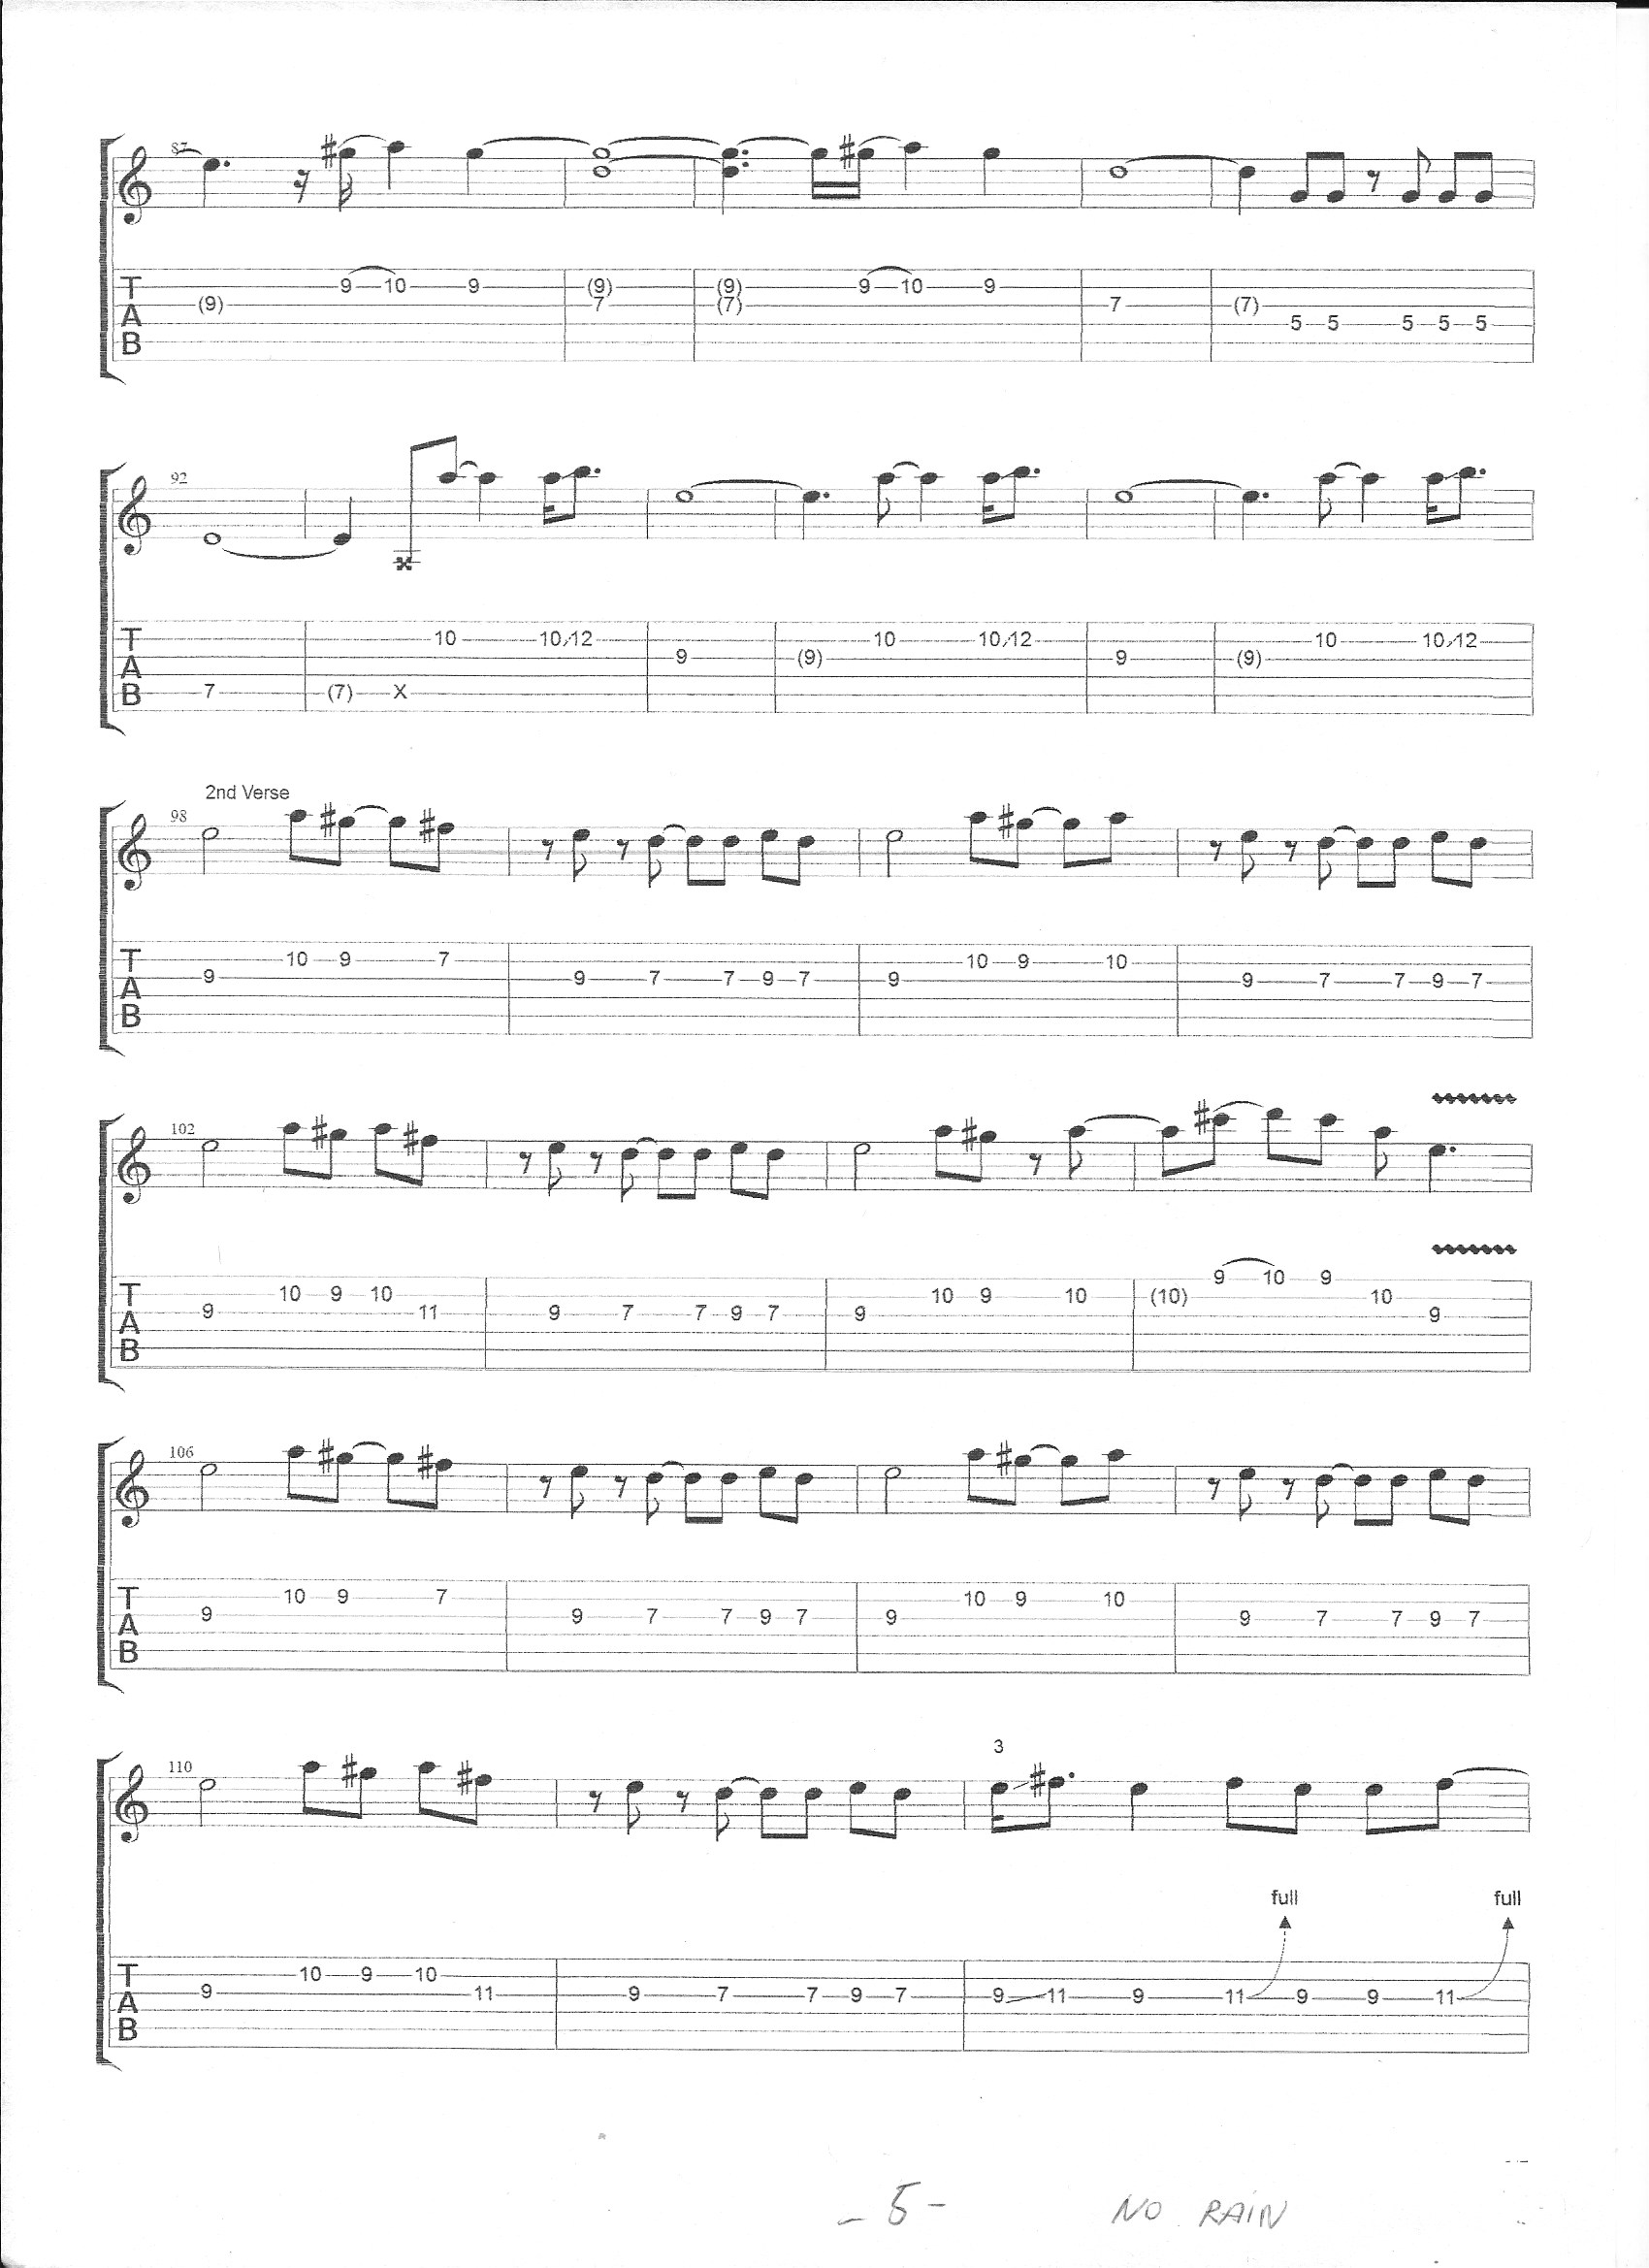 87
T
A
B
(9) 9 10 9 (9) 7 (9) (7) 9 10 9 7 (7) 5 5 5 5 5
92
T
A
B
7 (7) X 10 10 12 9 (9) 10 10 12 9 (9) 10 10 12
2nd Verse
98
T
A
B
9 10 9 7 9 7 7 9 7 9 10 9 10 9 7 7 9 7
102
T
A
B
9 10 9 10 11 9 7 7 9 7 9 10 9 10 (10) 9 10 9 10 9
106
T
A
B
9 10 9 7 9 7 7 9 7 9 10 9 10 9 7 7 9 7
110
3
full full
T
A
B
9 10 9 10 11 9 7 7 9 7 9 11 9 11 9 9 11
- 5 - NO RAIN